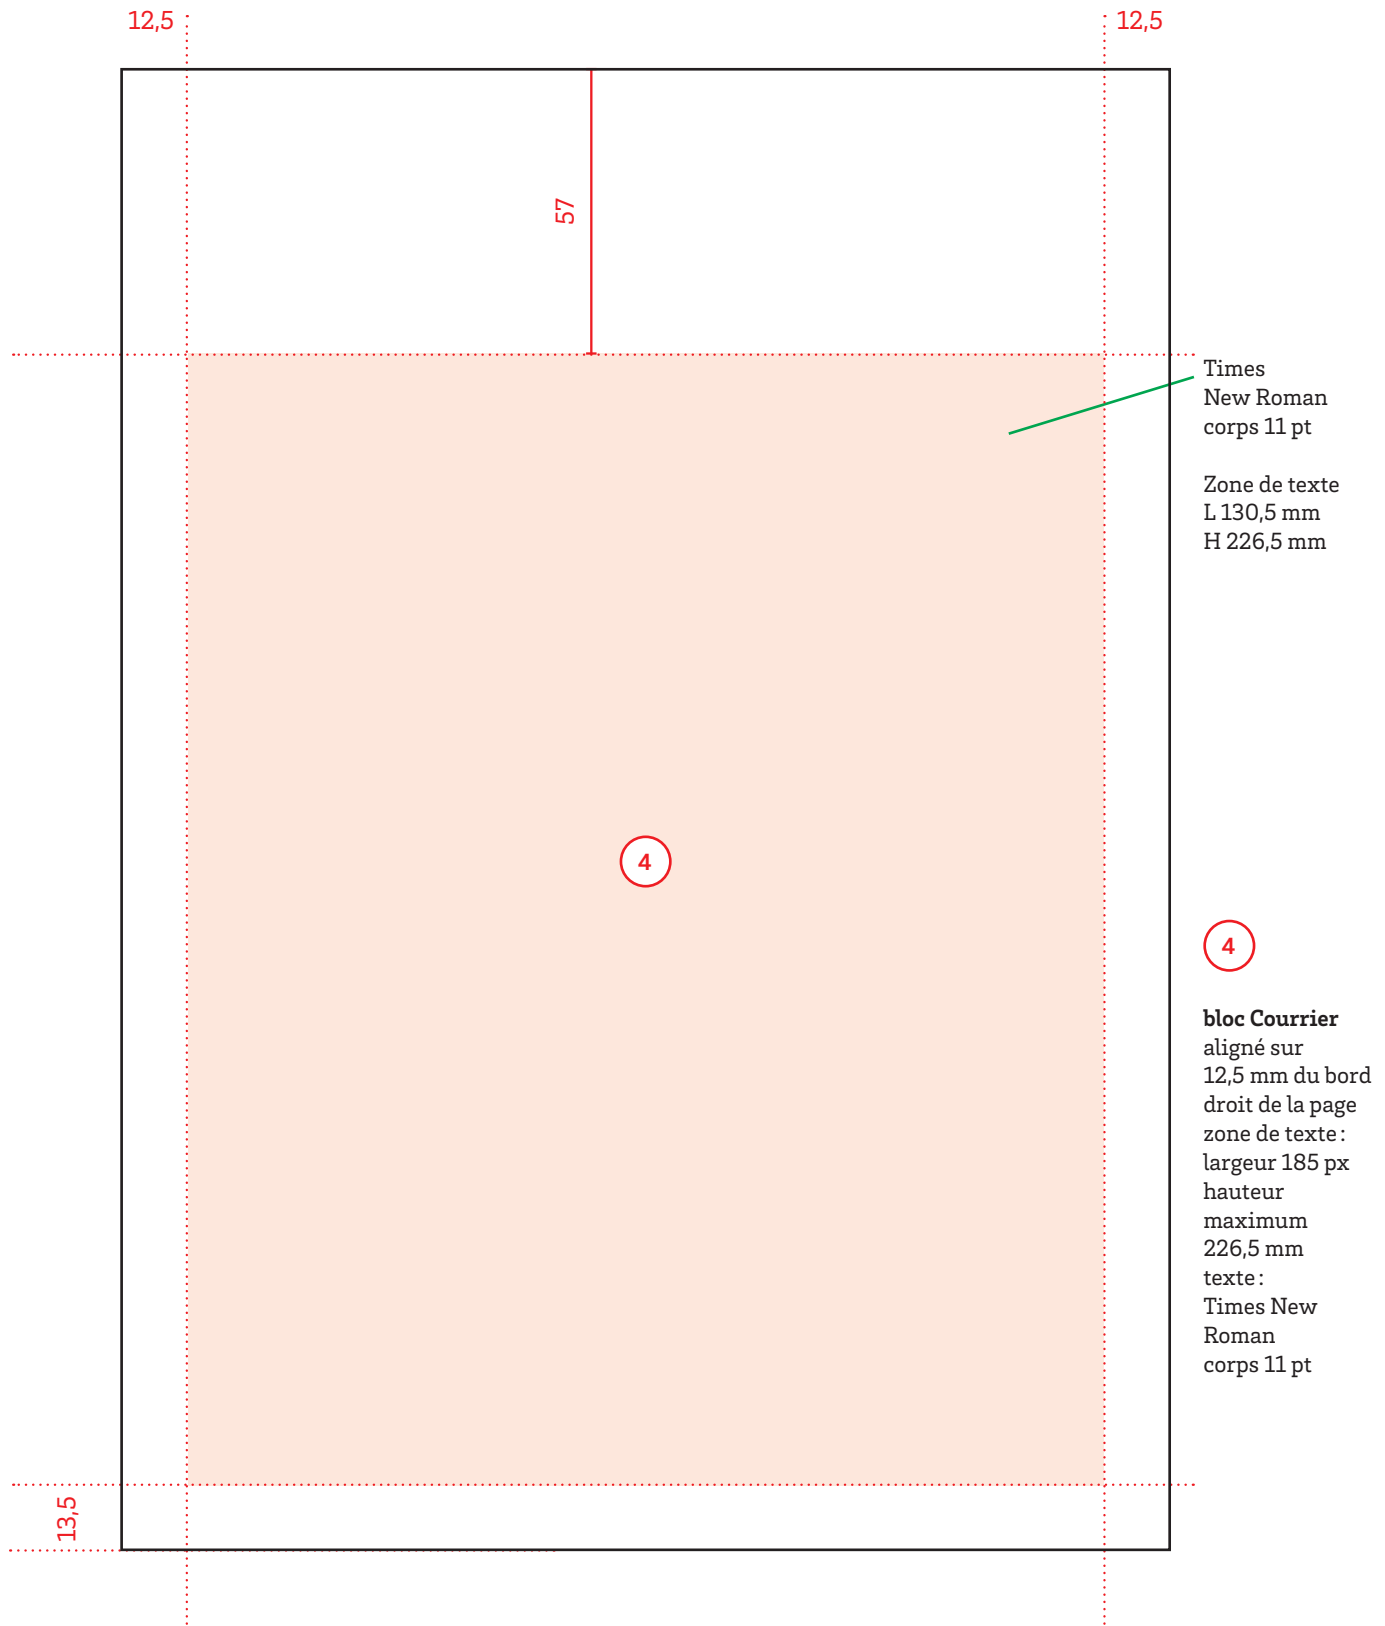 12,5
12,5
57
Times
New Roman
corps 11 pt
Zone de texte
L 130,5 mm
H 226,5 mm
4
4
bloc Courrier
aligné sur
12,5 mm du bord
droit de la page
zone de texte :
largeur 185 px
hauteur
maximum
226,5 mm
texte :
Times New
Roman
corps 11 pt
13,5